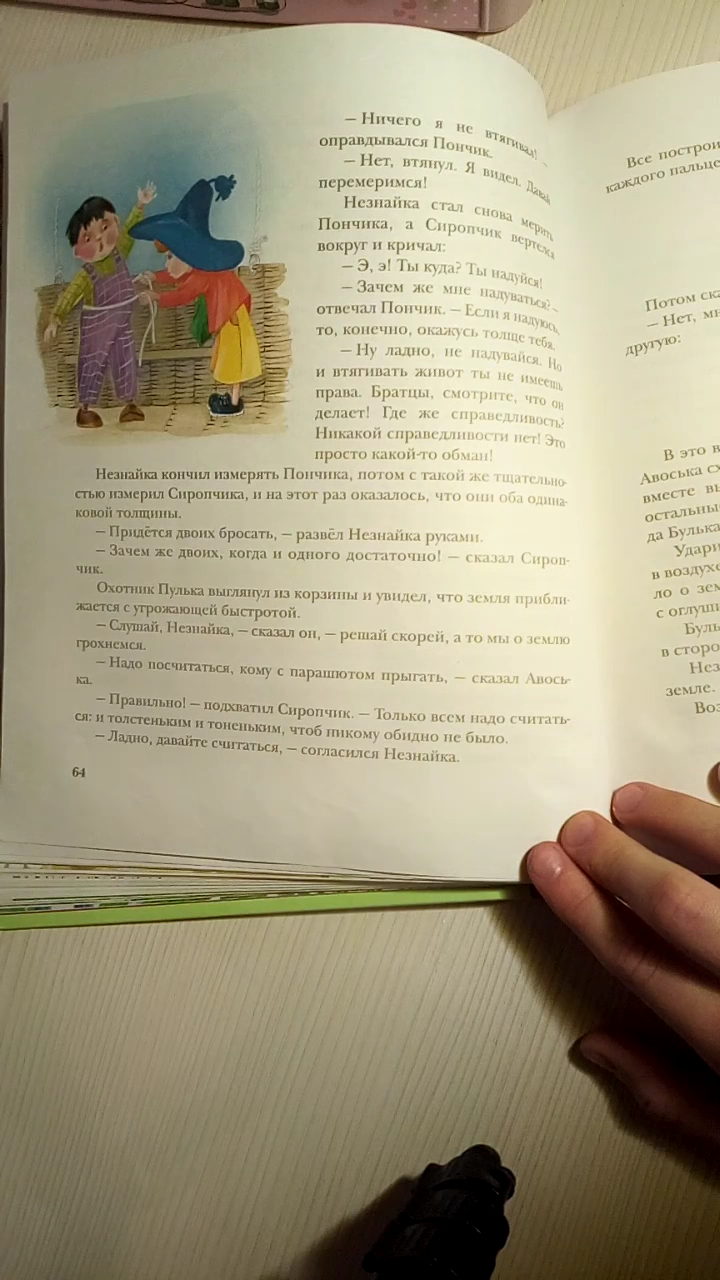 — Ничего я не втягивал! —
оправдывался Пончик.
— Нет, втянул. Я видел. Давай
перемеримся!
Незнайка стал снова мерить
Пончика, а Сиропчик вертелся
вокруг и кричал:
— Э, э! Ты куда? Ты надуйся!
— Зачем же мне надуваться? —
отвечал Пончик. — Если я надуюсь,
то, конечно, окажусь толще тебя.
— Ну ладно, не надувайся. Но
и втягивать живот ты не имеешь
права. Братцы, смотрите, что он
делает! Где же справедливость?
Никакой справедливости нет! Это
просто какой-то обман!
Незнайка кончил измерять Пончика, потом с такой же тщательно-
стью измерил Сиропчика, и на этот раз оказалось, что они оба одина-
ковой толщины.
— Придётся двоих бросать, — развёл Незнайка руками.
— Зачем же двоих, когда и одного достаточно! — сказал Сироп-
чик.
Охотник Пулька выглянул из корзины и увидел, что земля прибли-
жается с угрожающей быстротой.
— Слушай, Незнайка, — сказал он, — решай скорей, а то мы о землю
грохнемся.
— Надо посчитаться, кому с парашютом прыгать, — сказал Авось-
ка.
— Правильно! — подхватил Сиропчик. — Только всем надо считать-
ся: и толстеньким и тоненьким, чтоб никому обидно не было.
— Ладно, давайте считаться, — согласился Незнайка.
64
Все построи
каждого пальце
Потом ска
— Нет, мн
другую:
В это в
Авоська сх
вместе вы
остальны
да Булька
Удари
в воздухе
ло о зем
с оглуши
Буль
в сторо
Нез
земле.
Воз